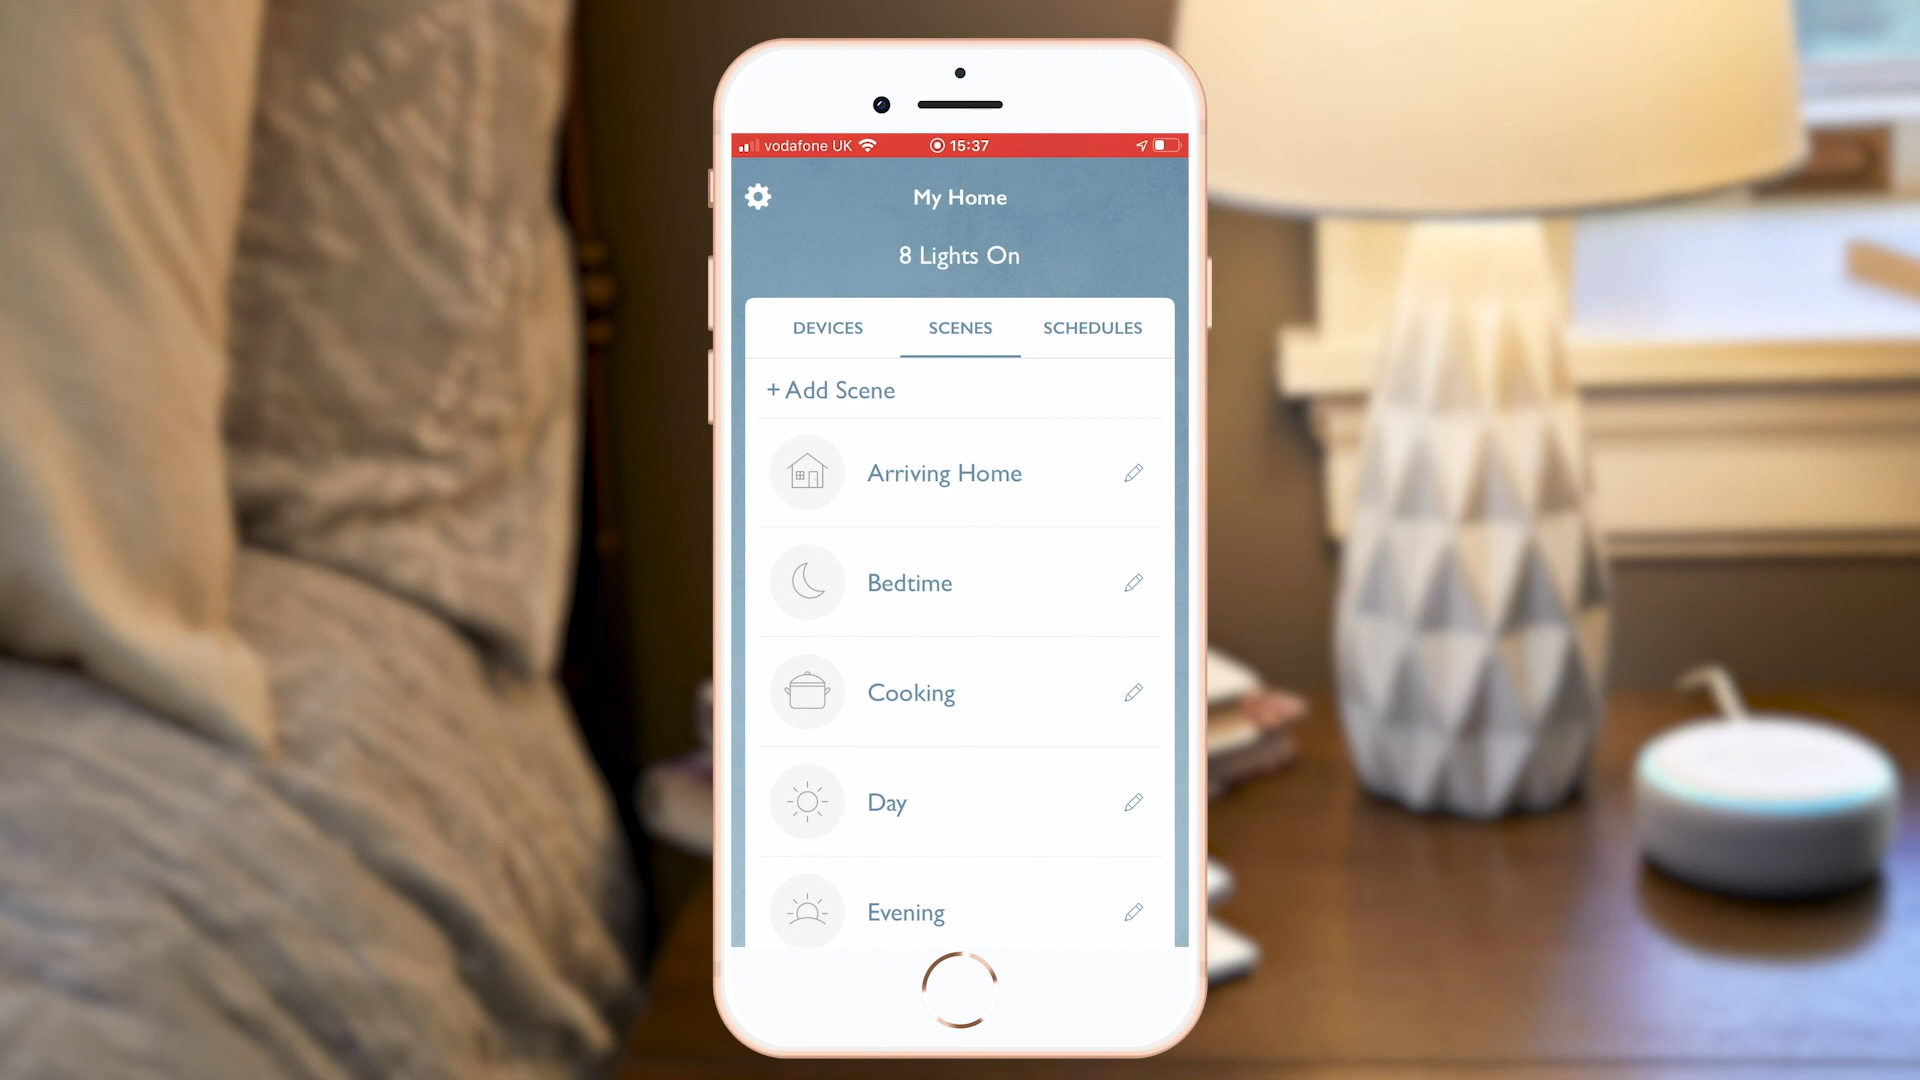 vodafone UK
15:37
My Home
8 Lights On
DEVICES SCENES SCHEDULES
+ Add Scene
Arriving Home
Bedtime
Cooking
Day
Evening